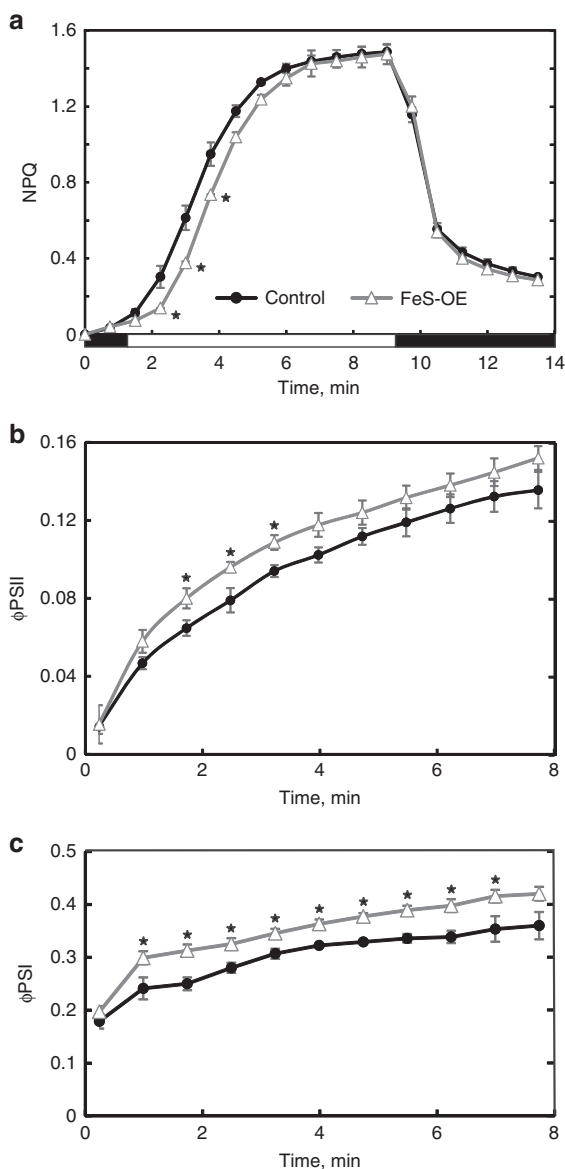 a
1.6
1.2
0.8
0.4
0
NPQ
Control
FeS-OE
2 4 6 8 10 12 14
Time, min
b
0.16
0.12
0.08
0.04
0
ϕPSII
0 2 4 6 8
Time, min
c
0.5
0.4
0.3
0.2
0.1
0
ϕPSI
0 2 4 6 8
Time, min